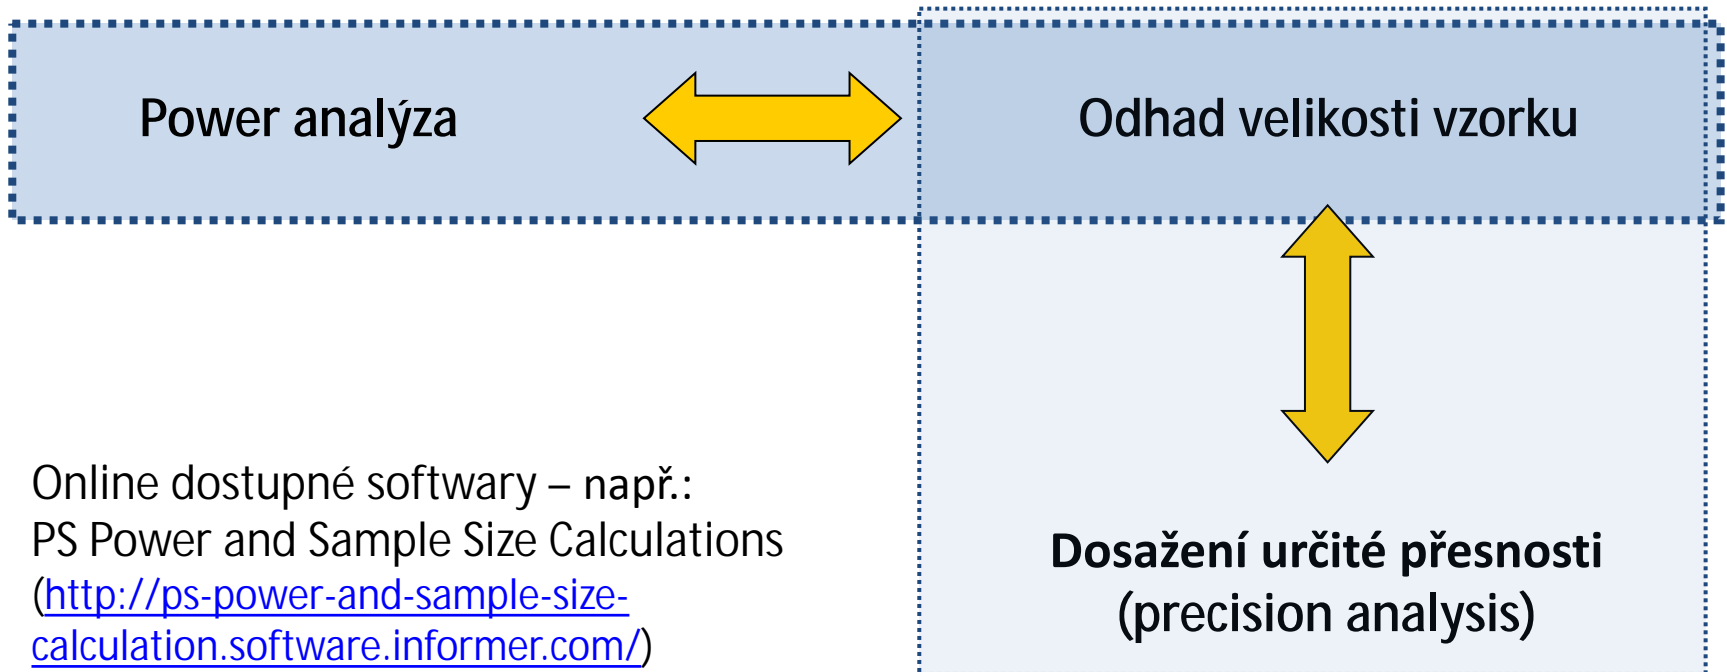 Power analýza
Odhad velikosti vzorku
Online dostupné softwary – např.:
PS Power and Sample Size Calculations
(http://ps-power-and-sample-size-
calculation.software.informer.com/)
Dosažení určité přesnosti
(precision analysis)